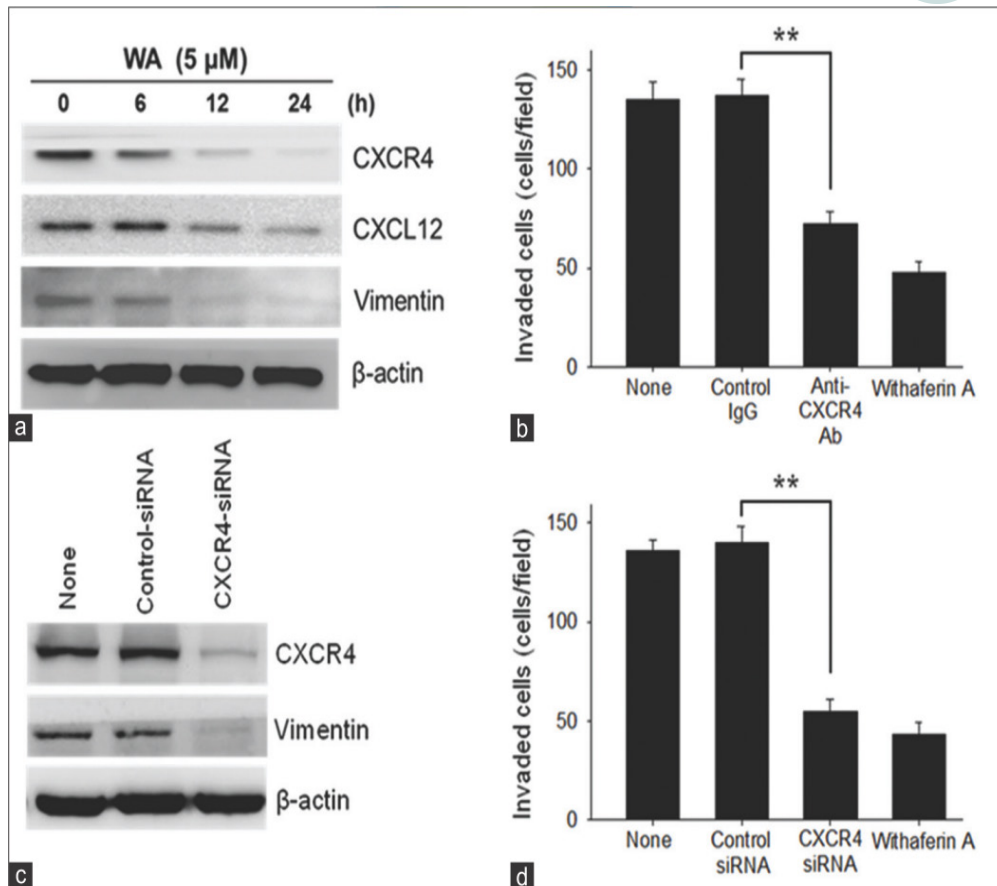 WA (5 µM)
0 6 12 24 (h)
CXCR4
CXCL12
Vimentin
β-actin
a
**
150
100
50
0
Invaded cells (cells/field)
None
Control
IgG
Anti-
CXCR4
Ab
Withaferin A
b
None
Control-siRNA
CXCR4-siRNA
CXCR4
Vimentin
β-actin
c
**
150
100
50
0
Invaded cells (cells/field)
None
Control
siRNA
CXCR4
siRNA
Withaferin A
d